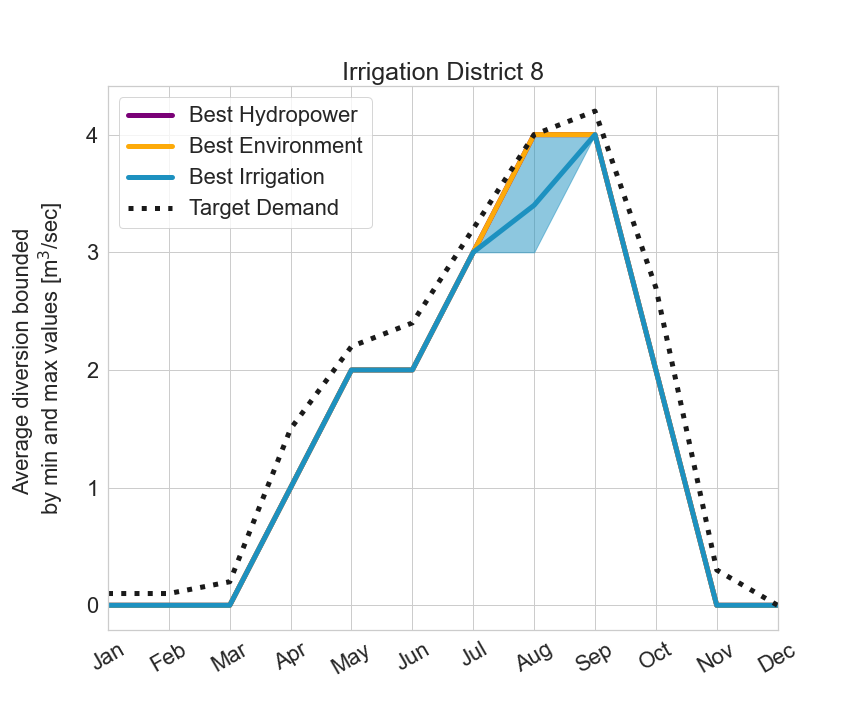 Irrigation District 8
Best Hydropower
Best Environment
Best Irrigation
Target Demand
Average diversion bounded
by min and max values [m³/sec]
4
3
2
1
0
Jan
Feb
Mar
Apr
May
Jun
Jul
Aug
Sep
Oct
Nov
Dec